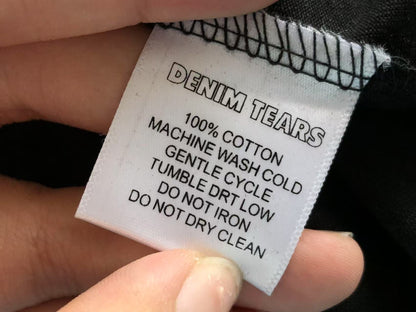 DENIM TEARS
100% COTTON
MACHINE WASH COLD
GENTLE CYCLE
TUMBLE DRT LOW
DO NOT IRON
DO NOT DRY CLEAN